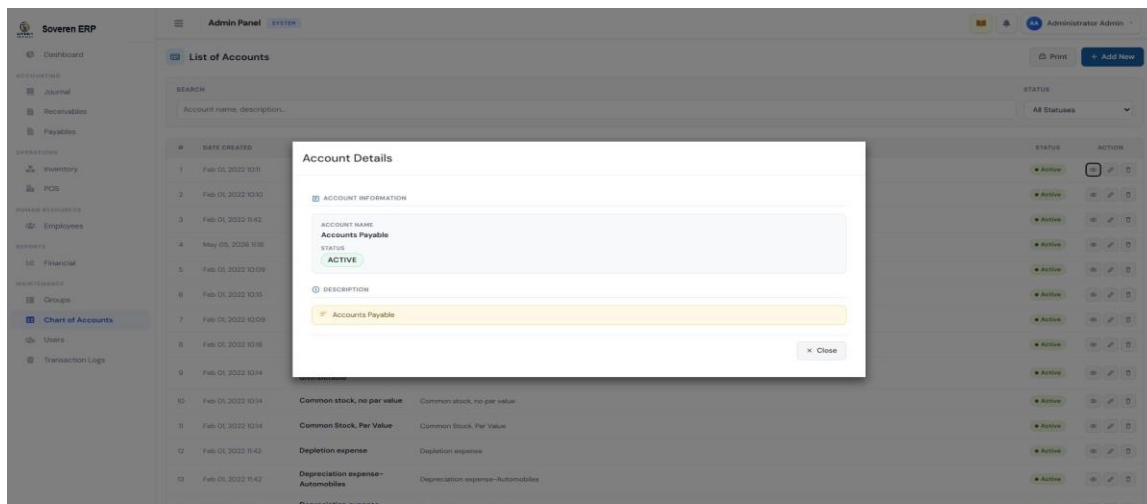 Soveren ERP
Admin Panel SYSTEM
AA Administrator Admin
Dashboard
List of Accounts
Print
+ Add New
ACCOUNTING
Journal
Receivables
Payables
SEARCH
STATUS
Account name, description...
All Statuses
OPERATIONS
Inventory
POS
HUMAN RESOURCES
Employees
REPORTS
Financial
MAINTENANCE
Groups
Chart of Accounts
Users
Transaction Logs
# DATE CREATED STATUS ACTION
1 Feb 01, 2022 10:11 Active
2 Feb 01, 2022 10:10 Active
3 Feb 01, 2022 11:42 Active
4 May 05, 2026 11:18 Active
5 Feb 01, 2022 10:09 Active
6 Feb 01, 2022 10:15 Active
7 Feb 01, 2022 10:09 Active
8 Feb 01, 2022 10:16 Active
9 Feb 01, 2022 10:14 Active
10 Feb 01, 2022 10:14 Common stock, no par value Common stock, no par value Active
11 Feb 01, 2022 10:14 Common Stock, Par Value Common Stock, Par Value Active
12 Feb 01, 2022 11:42 Depletion expense Depletion expense Active
13 Feb 01, 2022 11:42 Depreciation expense-
Automobiles Depreciation expense-Automobiles Active
Account Details
ACCOUNT INFORMATION
ACCOUNT NAME
Accounts Payable
STATUS
ACTIVE
DESCRIPTION
Accounts Payable
× Close